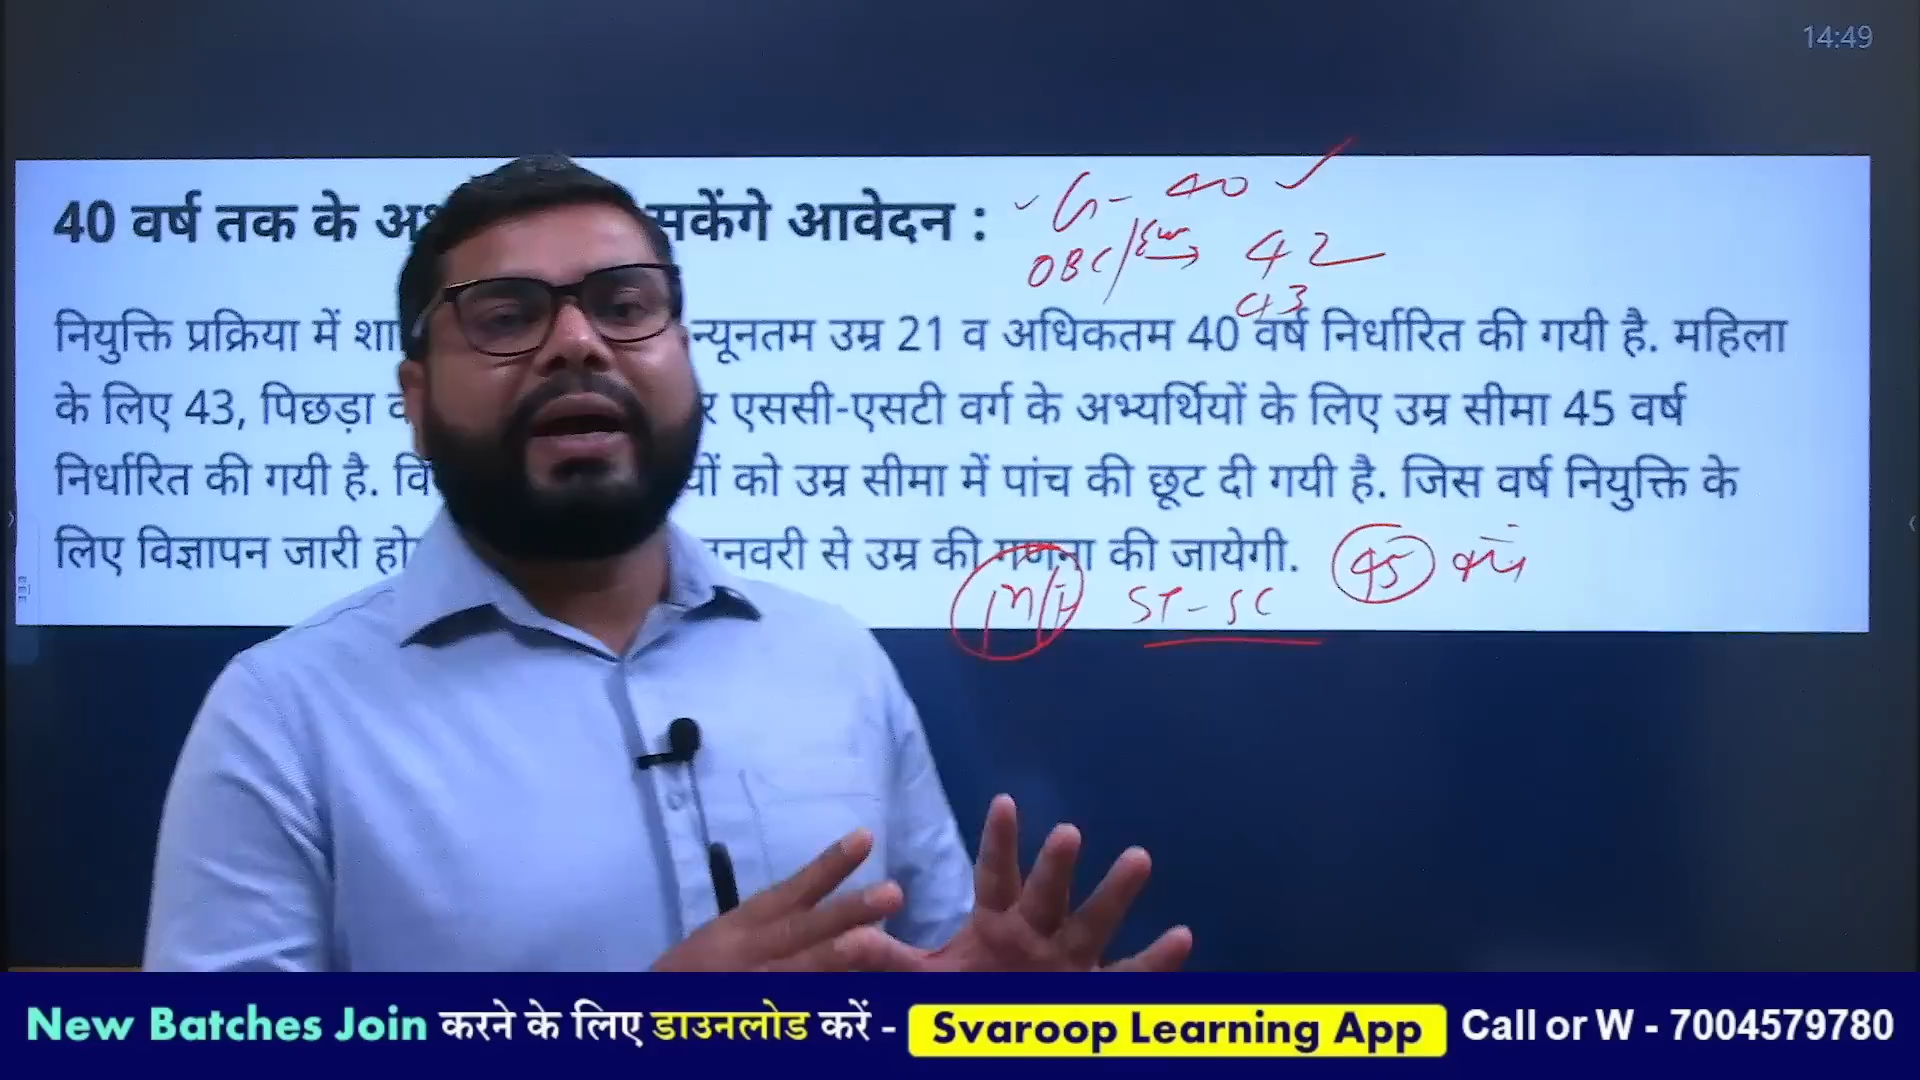 14:49
40 वर्ष तक के सकेंगे आवेदन :
G - 40 ✓
OBC/EW → 42
43
नियुक्ति प्रक्रिया में न्यूनतम उम्र 21 व अधिकतम 40 वर्ष निर्धारित की गयी है. महिला
के लिए 43, पिछड़ा एससी-एसटी वर्ग के अभ्यर्थियों के लिए उम्र सीमा 45 वर्ष
निर्धारित की गयी है. को उम्र सीमा में पांच की छूट दी गयी है. जिस वर्ष नियुक्ति के
लिए विज्ञापन जारी से उम्र की गणना की जायेगी.
45 वर्ष
M/F ST-SC
New Batches Join करने के लिए डाउनलोड करें - Svaroop Learning App Call or W - 7004579780